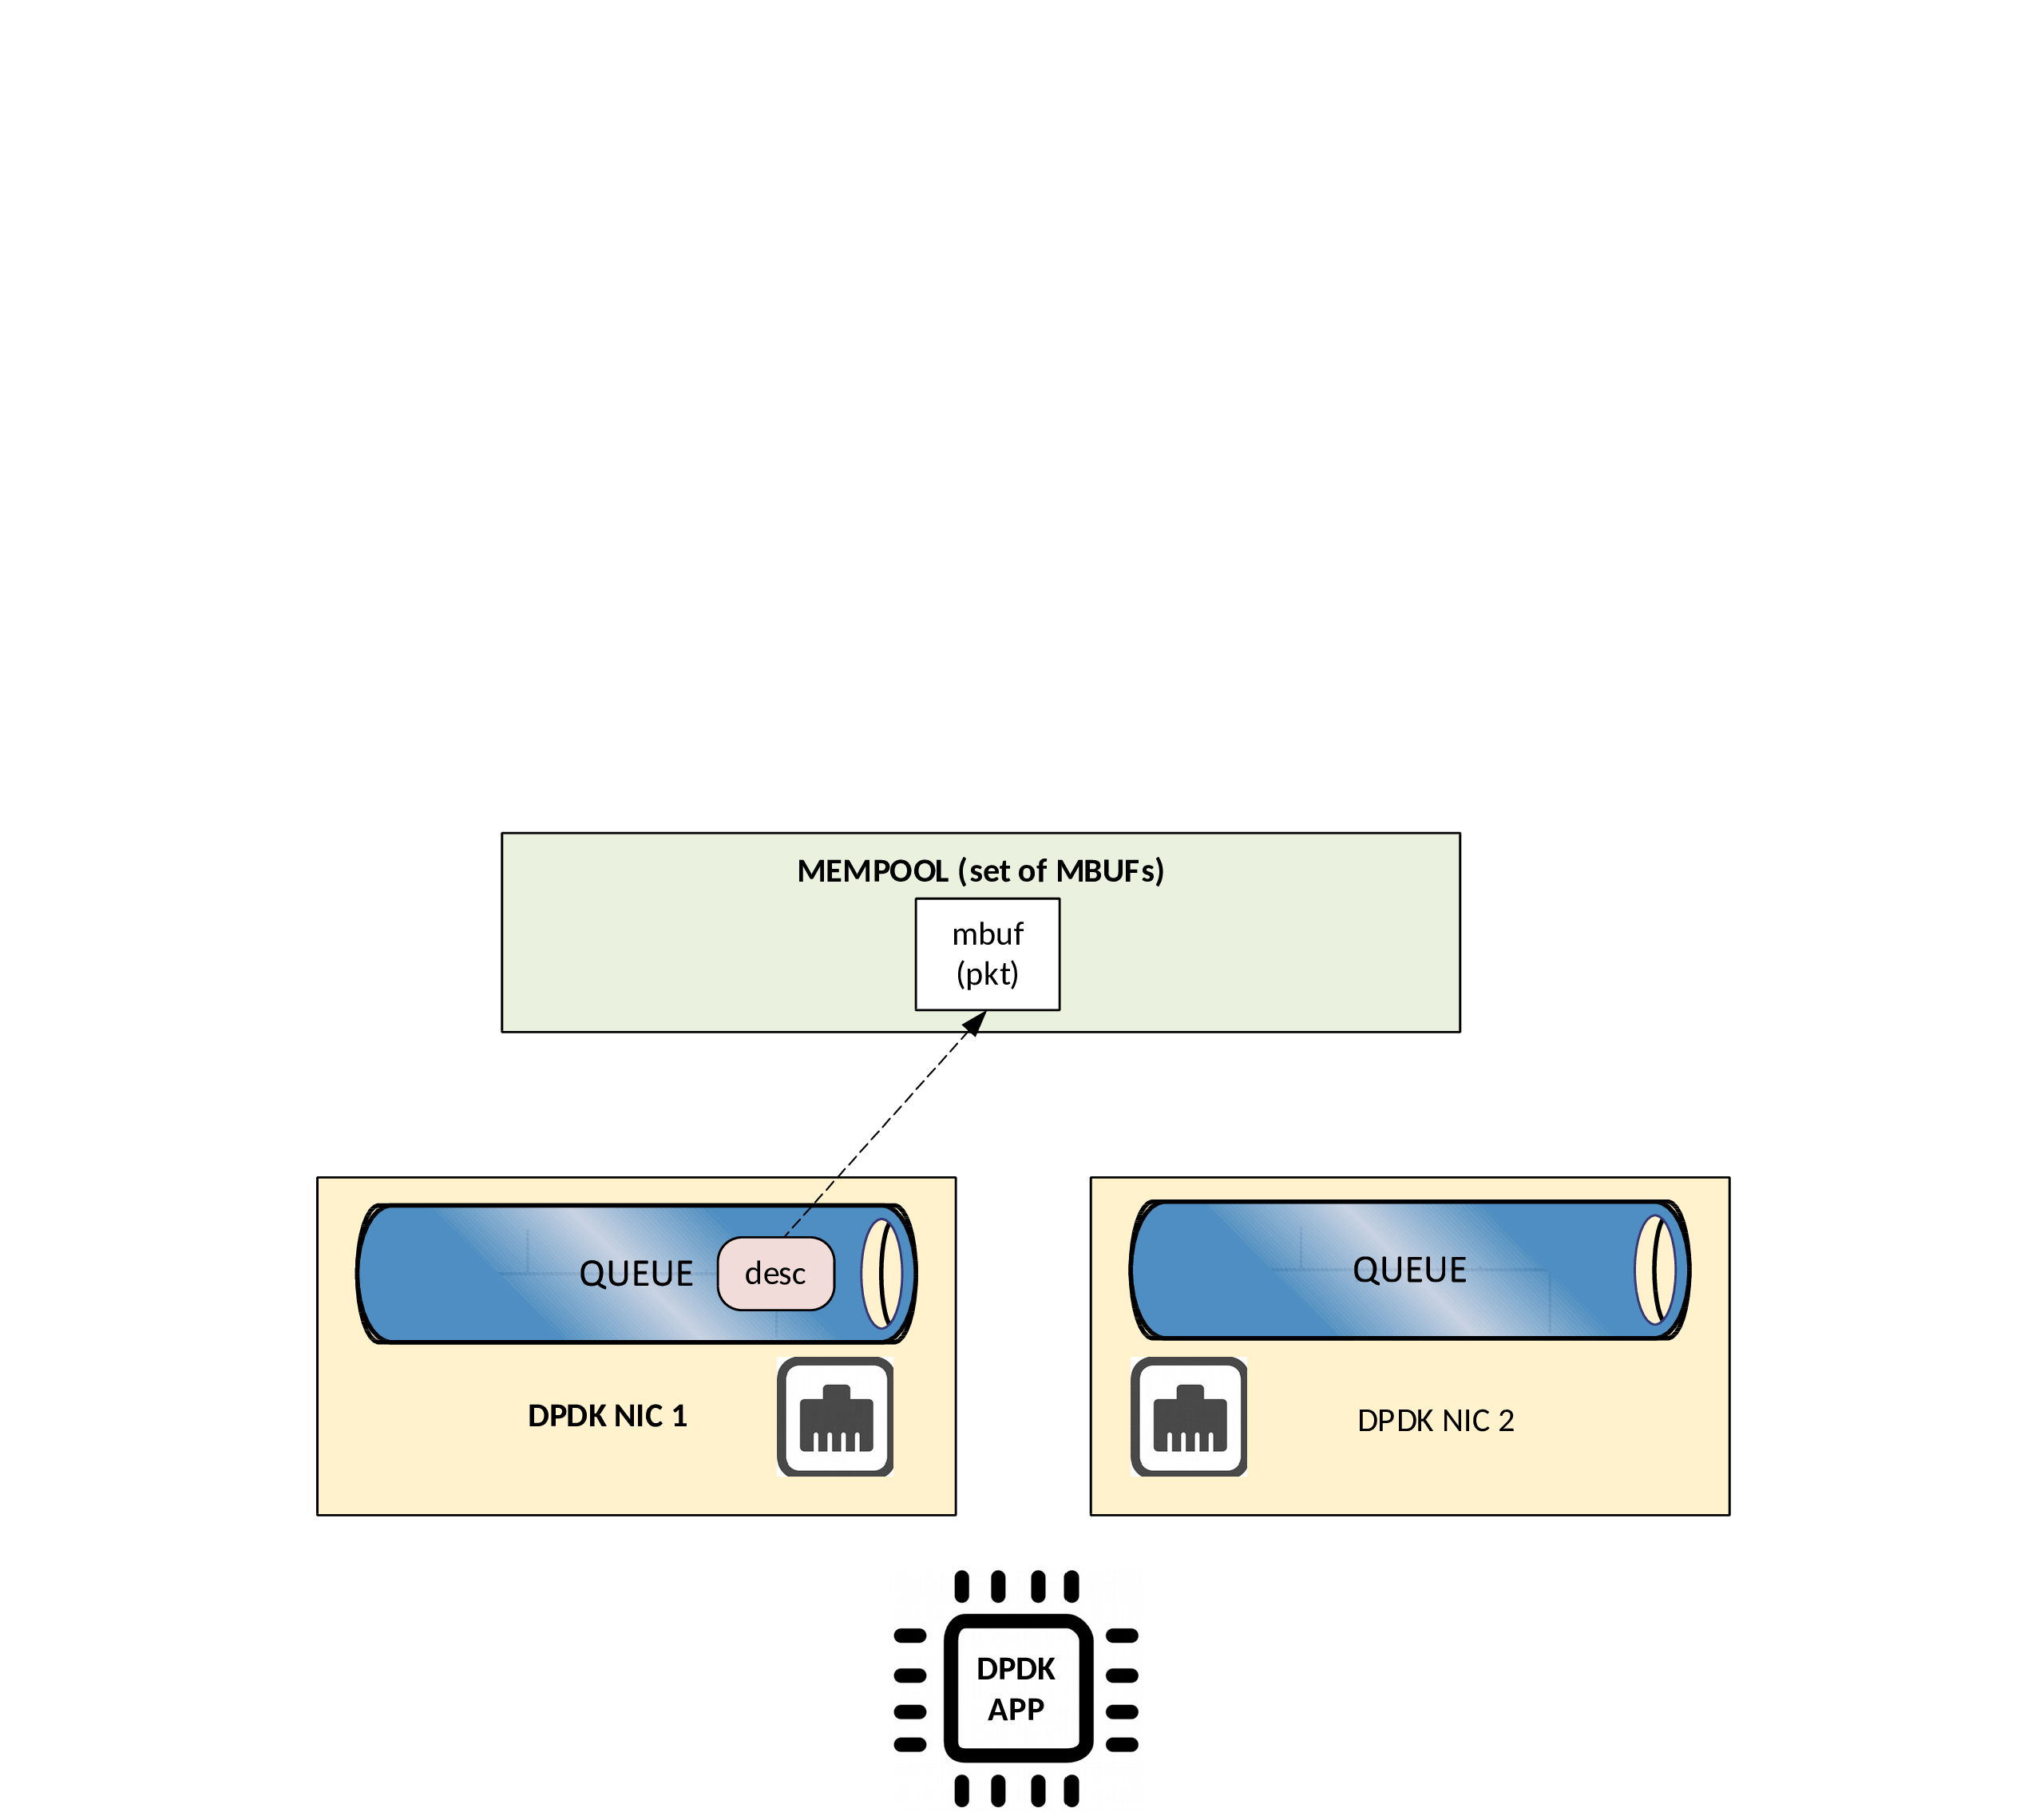 MEMPOOL (set of MBUFs)
mbuf
(pkt)
QUEUE
desc
QUEUE
DPDK NIC 1
DPDK NIC 2
DPDK
APP